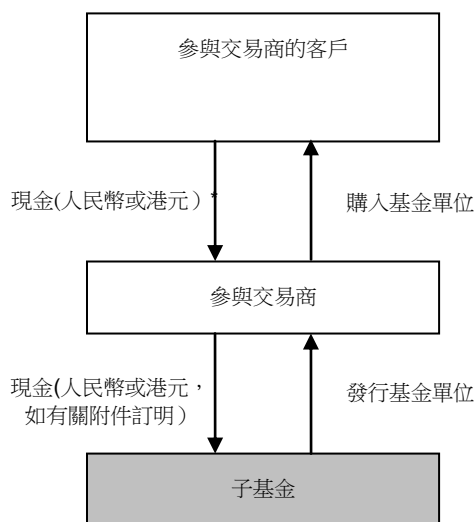 參與交易商的客戶
現金(人民幣或港元）*
購入基金單位
參與交易商
現金(人民幣或港元，
如有關附件訂明）
發行基金單位
子基金